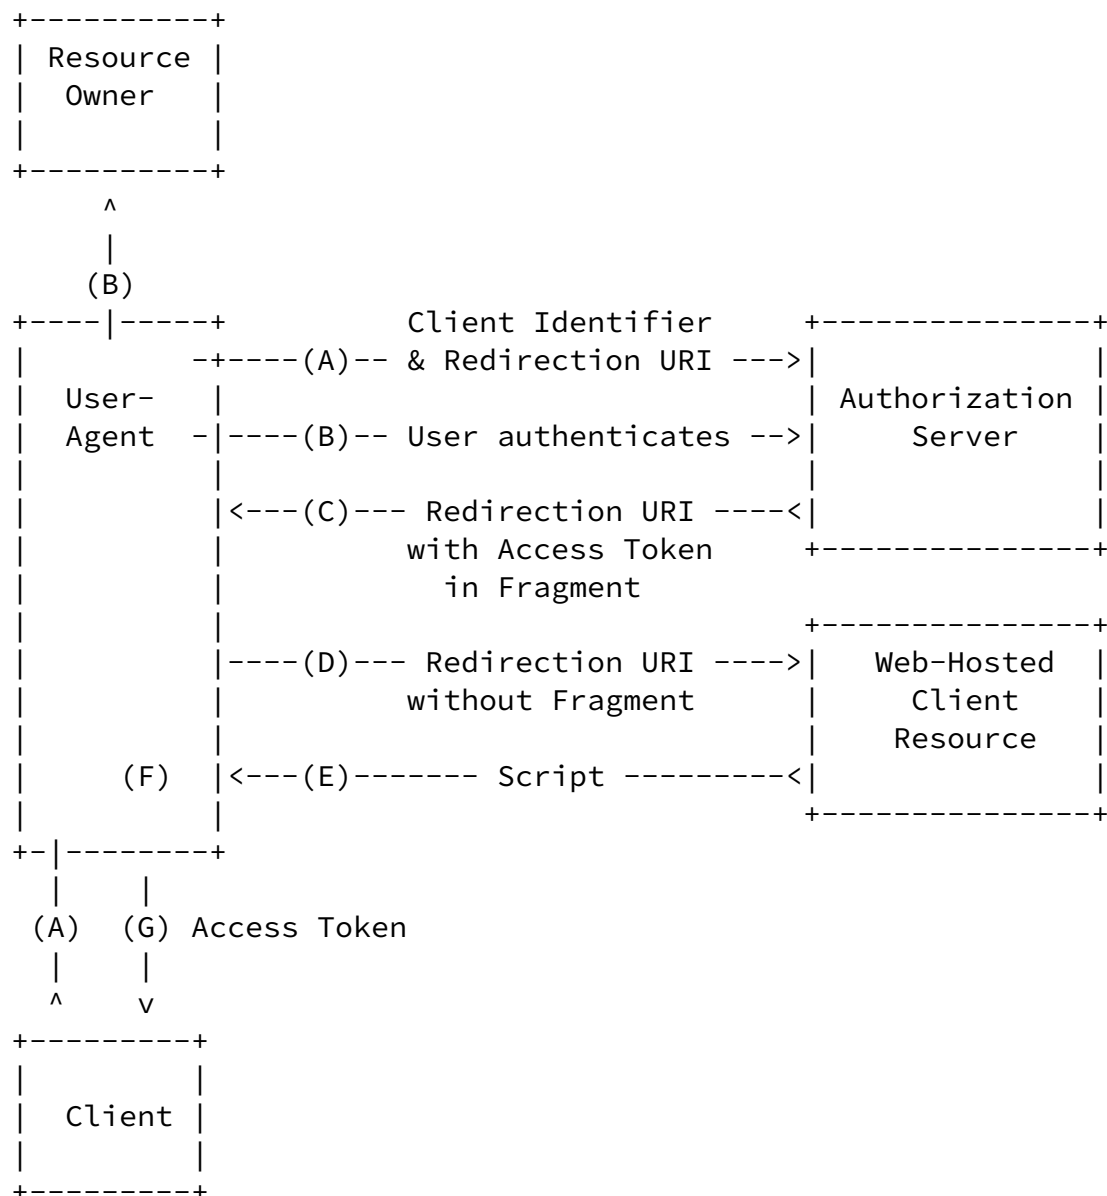 +----------+
| Resource |
|  Owner   |
|          |
+----------+
     ^
     |
    (B)
+----|-----+          Client Identifier     +---------------+
|         -+----(A)-- & Redirection URI --->|               |
|  User-   |                                | Authorization |
|  Agent  -|----(B)-- User authenticates -->|     Server    |
|          |                                |               |
|          |<---(C)--- Redirection URI ----<|               |
|          |          with Access Token     +---------------+
|          |            in Fragment
|          |                                +---------------+
|          |----(D)--- Redirection URI ---->|   Web-Hosted  |
|          |          without Fragment      |     Client    |
|          |                                |    Resource   |
|     (F)  |<---(E)------- Script ---------<|               |
|          |                                +---------------+
+-|--------+
  |    |
 (A)  (G) Access Token
  |    |
  ^    v
+---------+
|         |
|  Client |
|         |
+---------+